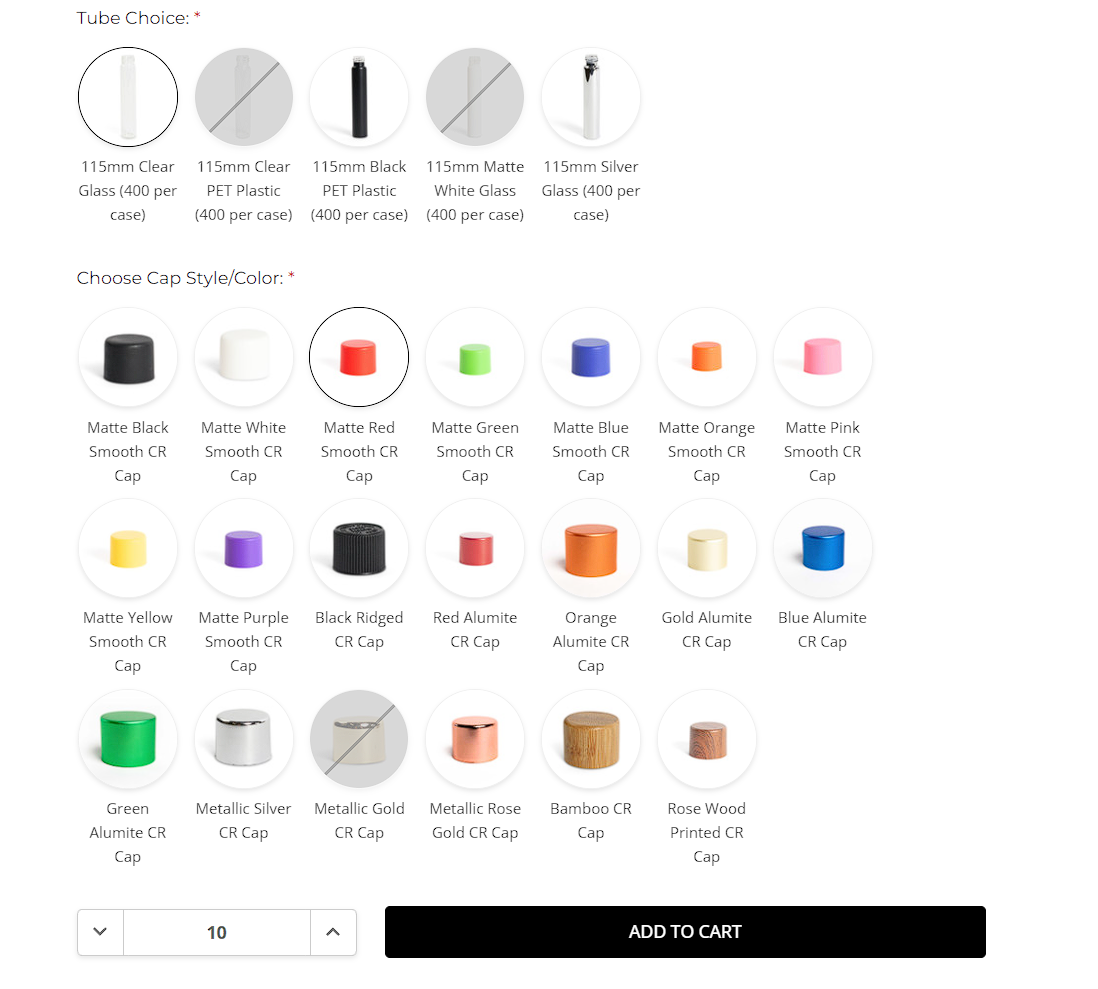 Tube Choice: *
115mm Clear Glass (400 per case)
115mm Clear PET Plastic (400 per case)
115mm Black PET Plastic (400 per case)
115mm Matte White Glass (400 per case)
115mm Silver Glass (400 per case)
Choose Cap Style/Color: *
Matte Black Smooth CR Cap
Matte White Smooth CR Cap
Matte Red Smooth CR Cap
Matte Green Smooth CR Cap
Matte Blue Smooth CR Cap
Matte Orange Smooth CR Cap
Matte Pink Smooth CR Cap
Matte Yellow Smooth CR Cap
Matte Purple Smooth CR Cap
Black Ridged CR Cap
Red Alumite CR Cap
Orange Alumite CR Cap
Gold Alumite CR Cap
Blue Alumite CR Cap
Green Alumite CR Cap
Metallic Silver CR Cap
Metallic Gold CR Cap
Metallic Rose Gold CR Cap
Bamboo CR Cap
Rose Wood Printed CR Cap
10
ADD TO CART